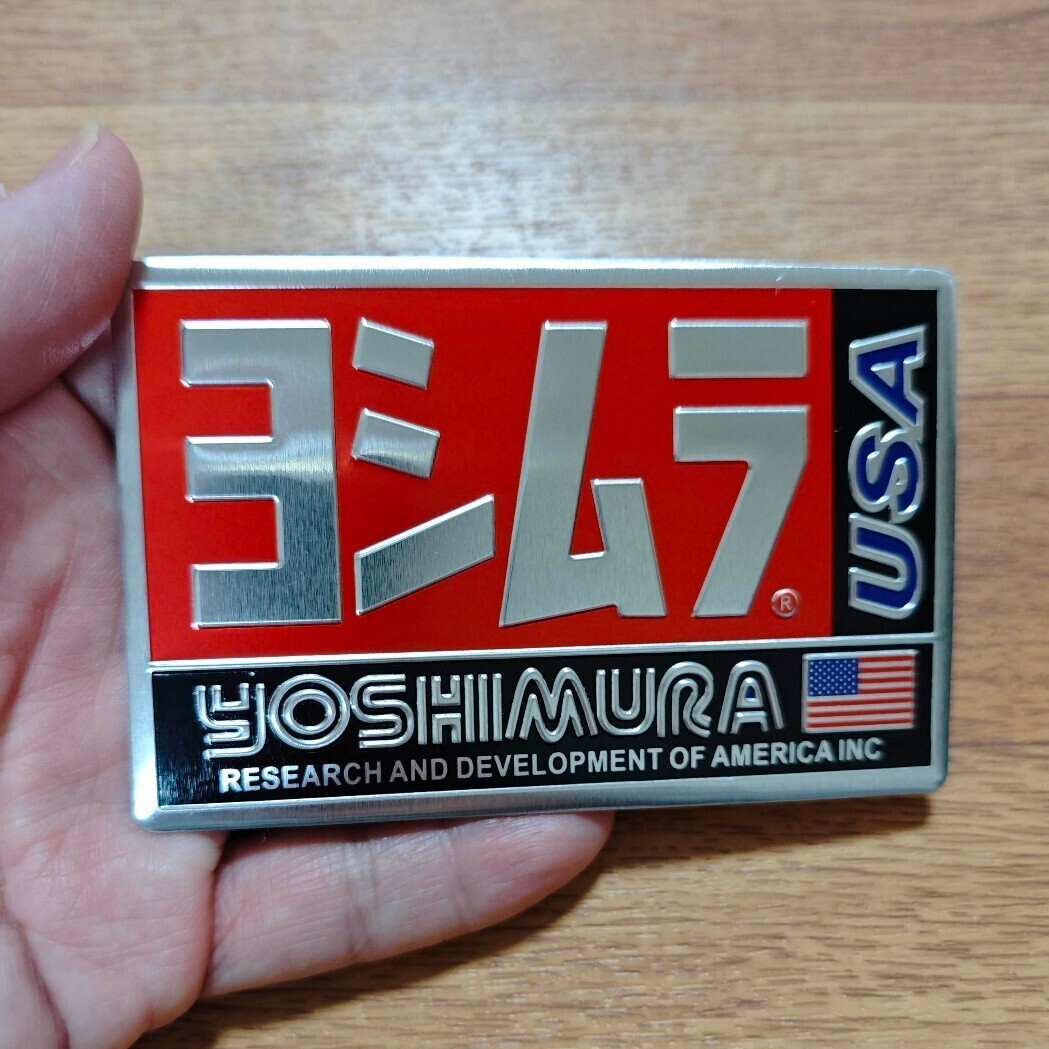 ヨシムラ®
USA
YOSHIMURA
RESEARCH AND DEVELOPMENT OF AMERICA INC